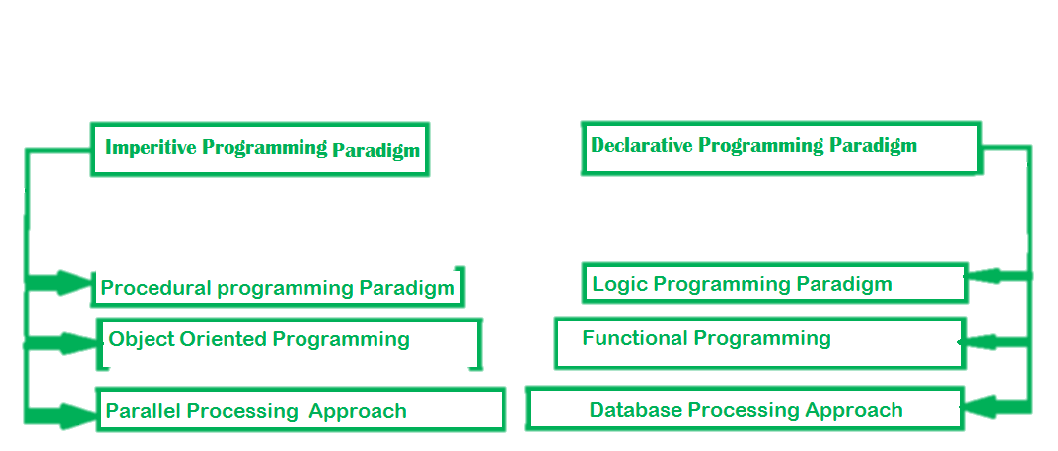 Imperitive Programming Paradigm
Declarative Programming Paradigm
Procedural programming Paradigm
Logic Programming Paradigm
Object Oriented Programming
Functional Programming
Parallel Processing Approach
Database Processing Approach